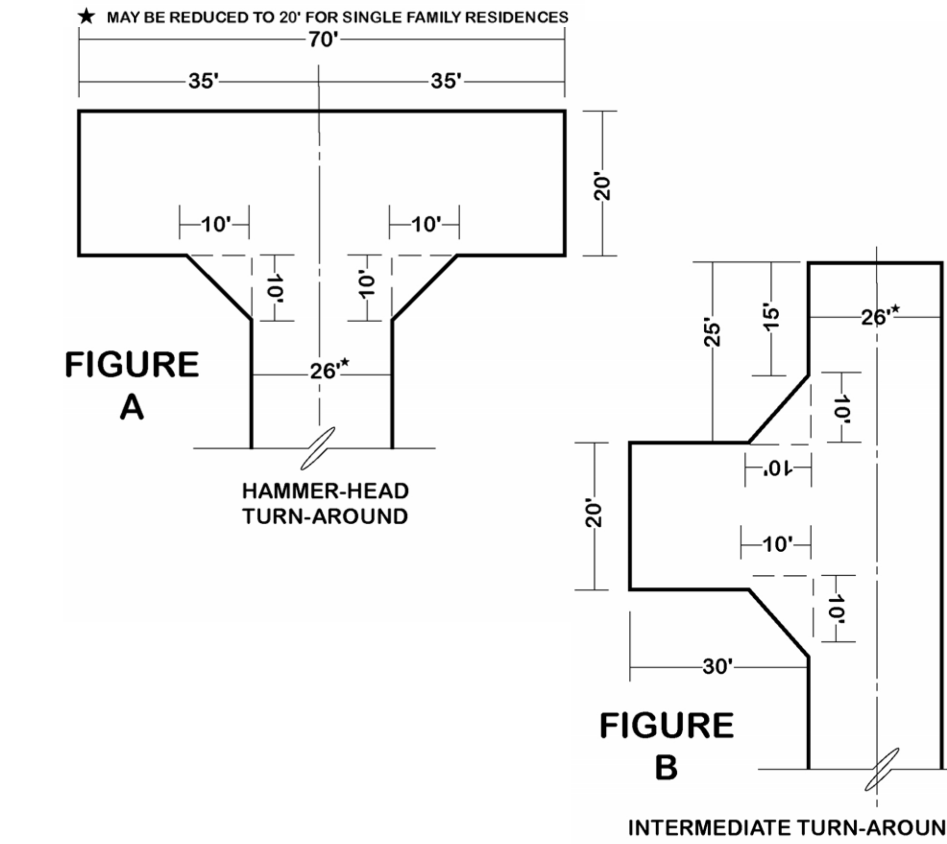 ★ MAY BE REDUCED TO 20' FOR SINGLE FAMILY RESIDENCES
70'
35' 35'
20'
10' 10'
10' 10'
26'★
FIGURE
A
HAMMER-HEAD
TURN-AROUND
25' 15' 26'★
10'
10'
20'
10'
10'
30'
FIGURE
B
INTERMEDIATE TURN-AROUN